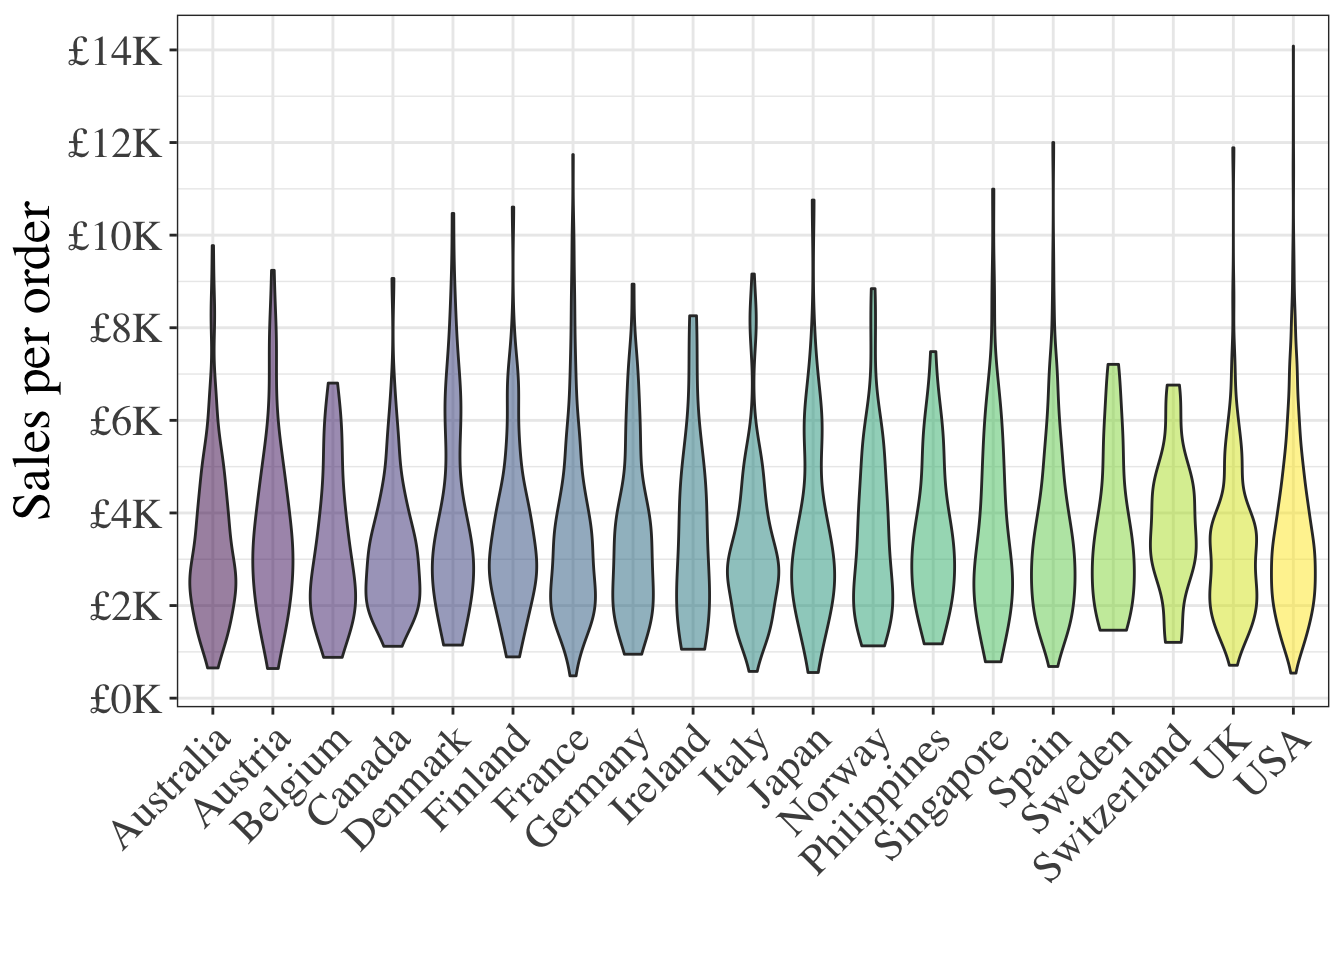 Sales per order
£14K
£12K
£10K
£8K
£6K
£4K
£2K
£0K
Australia
Austria
Belgium
Canada
Denmark
Finland
France
Germany
Ireland
Italy
Japan
Norway
Philippines
Singapore
Spain
Sweden
Switzerland
UK
USA